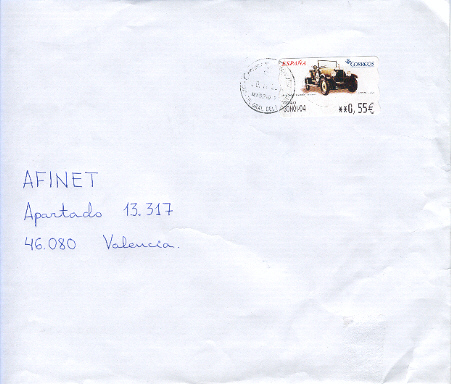 ESPAÑA CORREOS
**0,55€
AFINET
Apartado 13.317
46.080 Valencia.